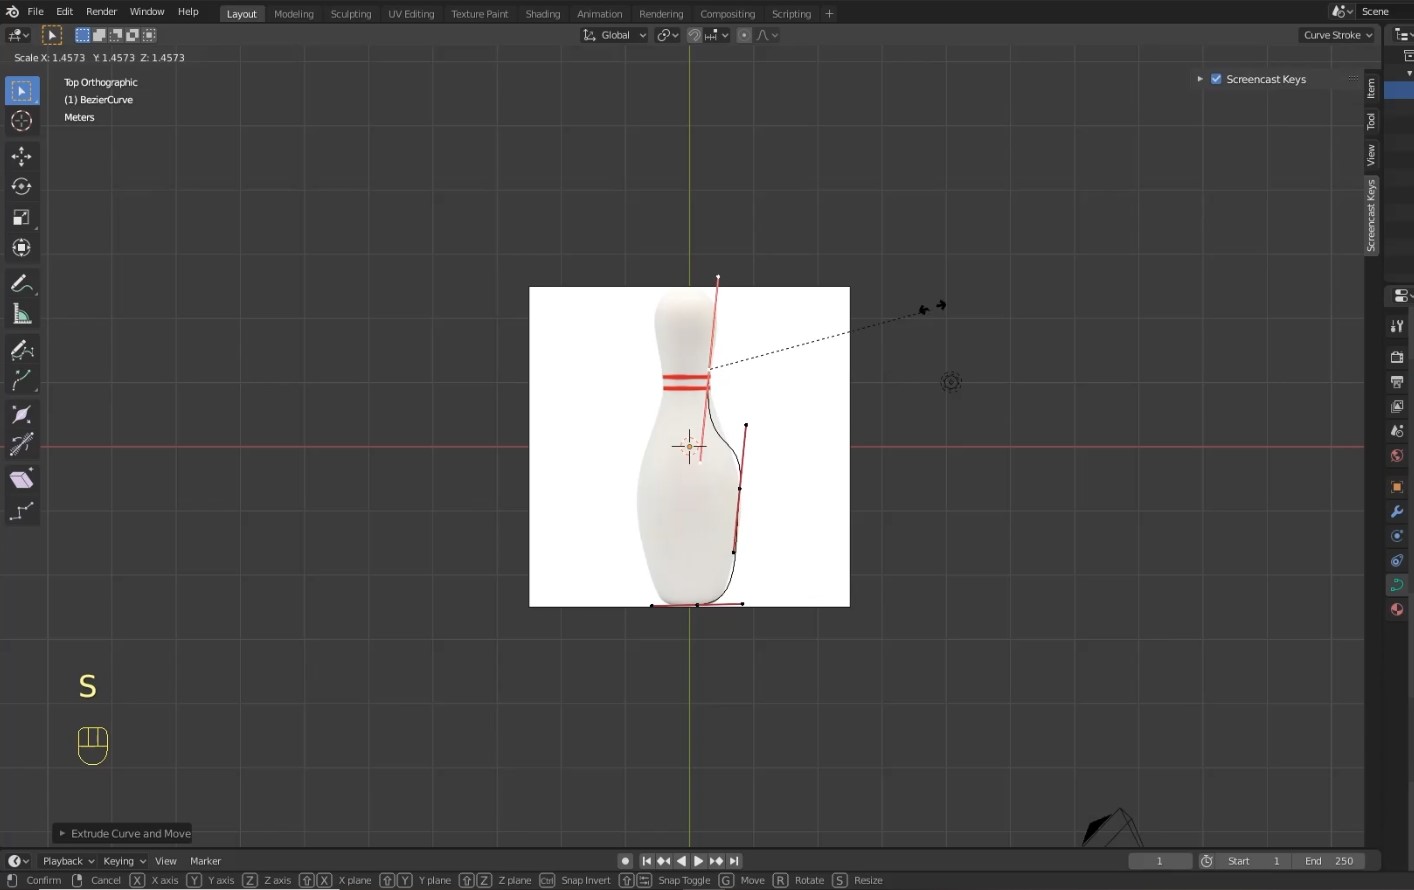 File Edit Render Window Help Layout Modeling Sculpting UV Editing Texture Paint Shading Animation Rendering Compositing Scripting + Scene
Global Curve Stroke
Scale X: 1.4573 Y: 1.4573 Z: 1.4573
Top Orthographic
(1) BezierCurve
Meters
Screencast Keys
Item
Tool
View
Screencast Keys
S
Extrude Curve and Move
Playback Keying View Marker 1 Start 1 End 250
Confirm Cancel X X axis Y Y axis Z Z axis X X plane Y Y plane Z Z plane Ctrl Snap Invert Snap Toggle G Move R Rotate S Resize